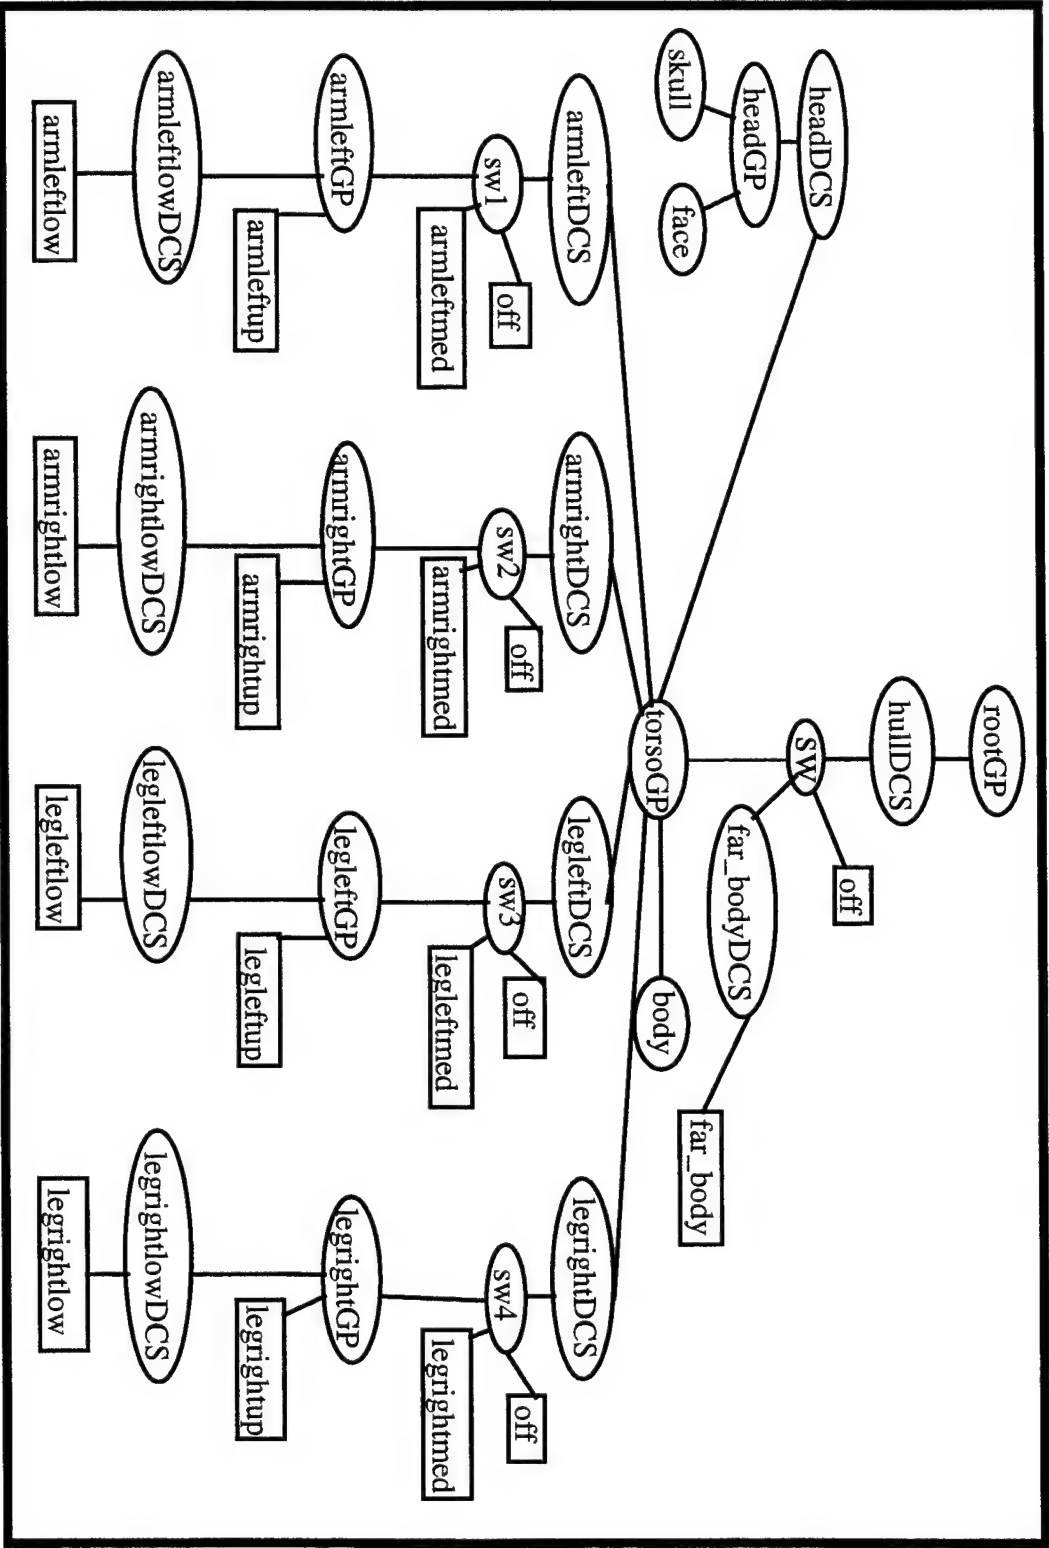 rootGP
hullDCS
off
SW
far_bodyDCS
far_body
headDCS
headGP
skull
face
torsoGP
body
armleftDCS
armrightDCS
legleftDCS
legrightDCS
sw1
off
sw2
off
sw3
off
sw4
off
armleftmed
armrightmed
legleftmed
legrightmed
armleftGP
armrightGP
legleftGP
legrightGP
armleftup
armrightup
legleftup
legrightup
armleftlowDCS
armrightlowDCS
legleftlowDCS
legrightlowDCS
armleftlow
armrightlow
legleftlow
legrightlow